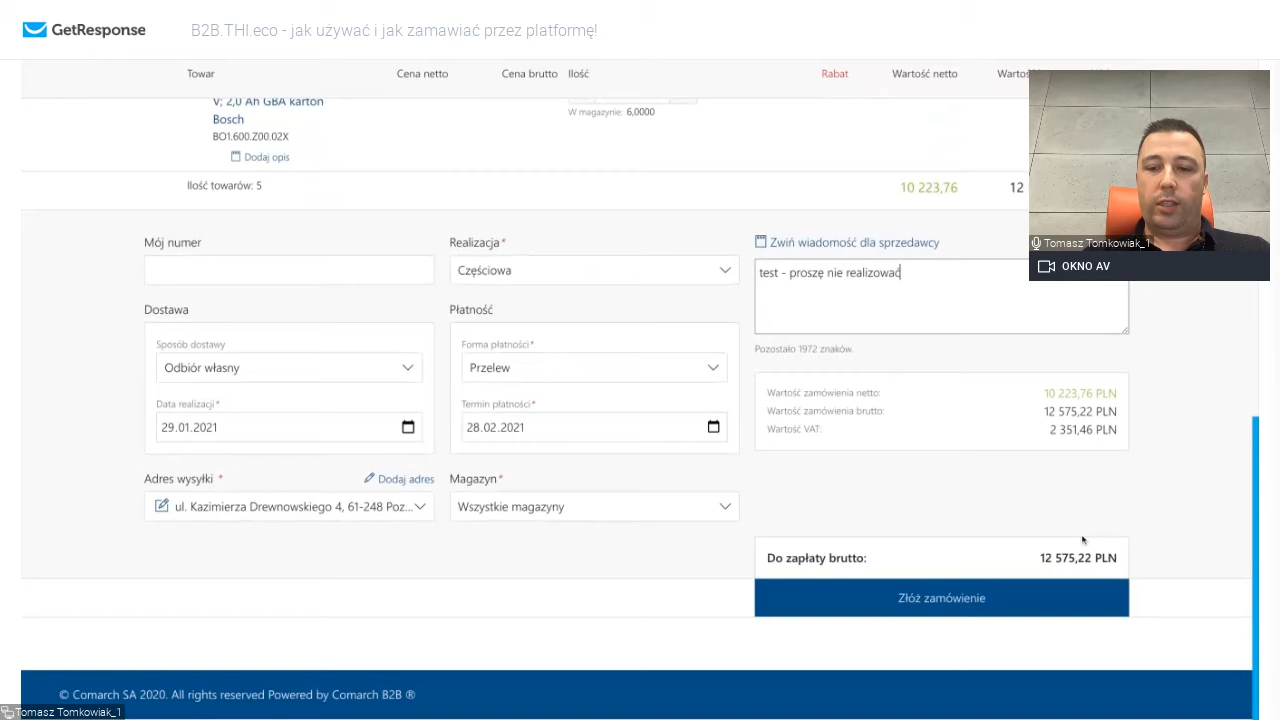 GetResponse
B2B.THI.eco - jak używać i jak zamawiać przez platformę!
Towar Cena netto Cena brutto Ilość Rabat Wartość netto
V; 2,0 Ah GBA karton
Bosch
BO1.600.Z00.02X
Dodaj opis
W magazynie: 6,0000
Ilość towarów: 5 10 223,76 12
Mój numer
Realizacja*
Częściowa
Zwiń wiadomość dla sprzedawcy
test - proszę nie realizować
Pozostało 1972 znaków.
Dostawa
Sposób dostawy
Odbiór własny
Data realizacji*
29.01.2021
Płatność
Forma płatności*
Przelew
Termin płatności*
28.02.2021
Wartość zamówienia netto: 10 223,76 PLN
Wartość zamówienia brutto: 12 575,22 PLN
Wartość VAT: 2 351,46 PLN
Adres wysyłki * Dodaj adres
ul. Kazimierza Drewnowskiego 4, 61-248 Poz...
Magazyn*
Wszystkie magazyny
Do zapłaty brutto: 12 575,22 PLN
Złóż zamówienie
© Comarch SA 2020. All rights reserved Powered by Comarch B2B ®
Tomasz Tomkowiak_1
Tomasz Tomkowiak_1
OKNO AV